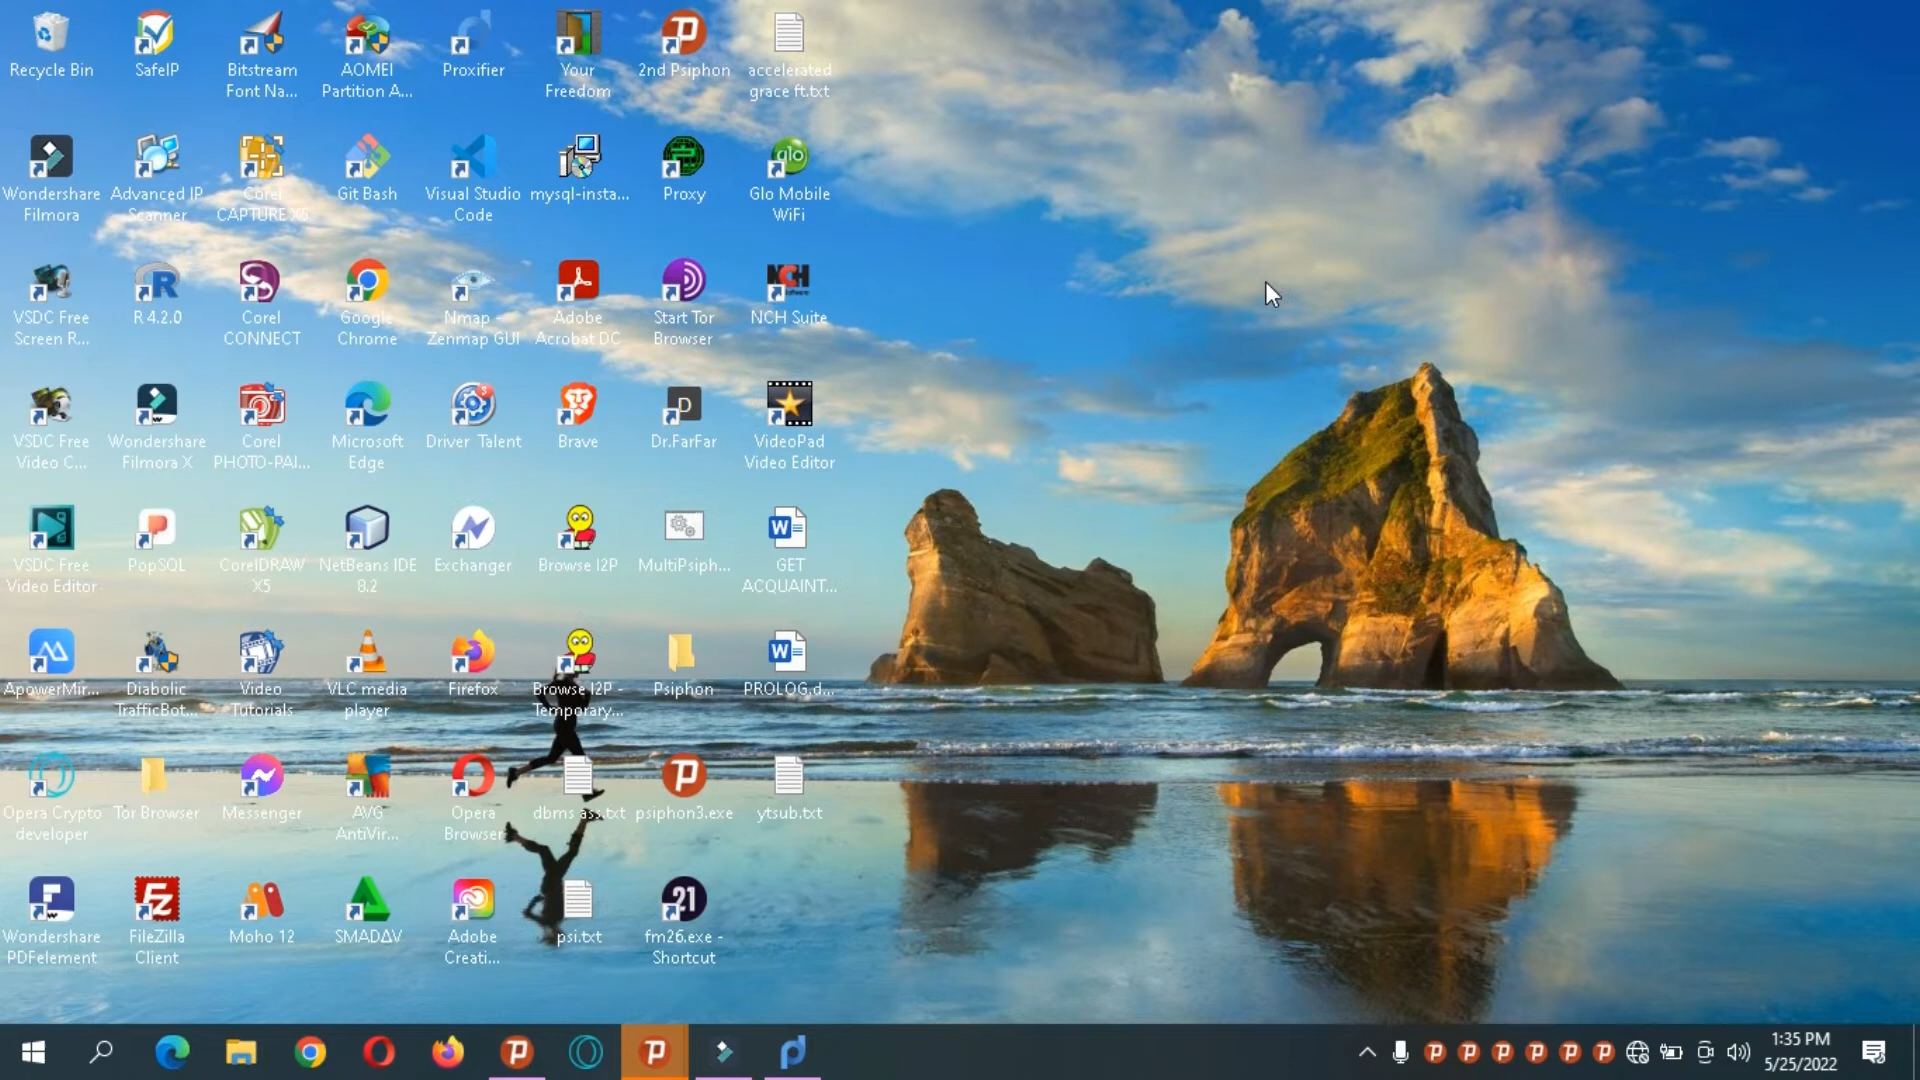 Recycle Bin
SafeIP
Bitstream
Font Na...
AOMEI
Partition A...
Proxifier
Your
Freedom
2nd Psiphon
accelerated
grace ft.txt
Wondershare
Filmora
Advanced IP
Scanner
Corel
CAPTURE X5
Git Bash
Visual Studio
Code
mysql-insta...
Proxy
glo
Glo Mobile
WiFi
VSDC Free
Screen R...
R 4.2.0
Corel
CONNECT
Google
Chrome
Nmap -
Zenmap GUI
Adobe
Acrobat DC
Start Tor
Browser
NCH
NCH Suite
VSDC Free
Video C...
Wondershare
Filmora X
Corel
PHOTO-PAI...
Microsoft
Edge
3
Driver Talent
Brave
D
Dr.FarFar
VideoPad
Video Editor
VSDC Free
Video Editor
PopSQL
CorelDRAW
X5
NetBeans IDE
8.2
Exchanger
Browse I2P
MultiPsiph...
W
GET
ACQUAINT...
ApowerMir...
Diabolic
TrafficBot...
Video
Tutorials
VLC media
player
Firefox
Browse I2P -
Temporary...
Psiphon
W
PROLOG.d...
Opera Crypto
developer
Tor Browser
Messenger
AVG
AntiVir...
Opera
Browser
dbms ass.txt
psiphon3.exe
ytsub.txt
Wondershare
PDFelement
FileZilla
Client
Moho 12
SMADΔV
Adobe
Creati...
psi.txt
21
fm26.exe -
Shortcut
1:35 PM
5/25/2022